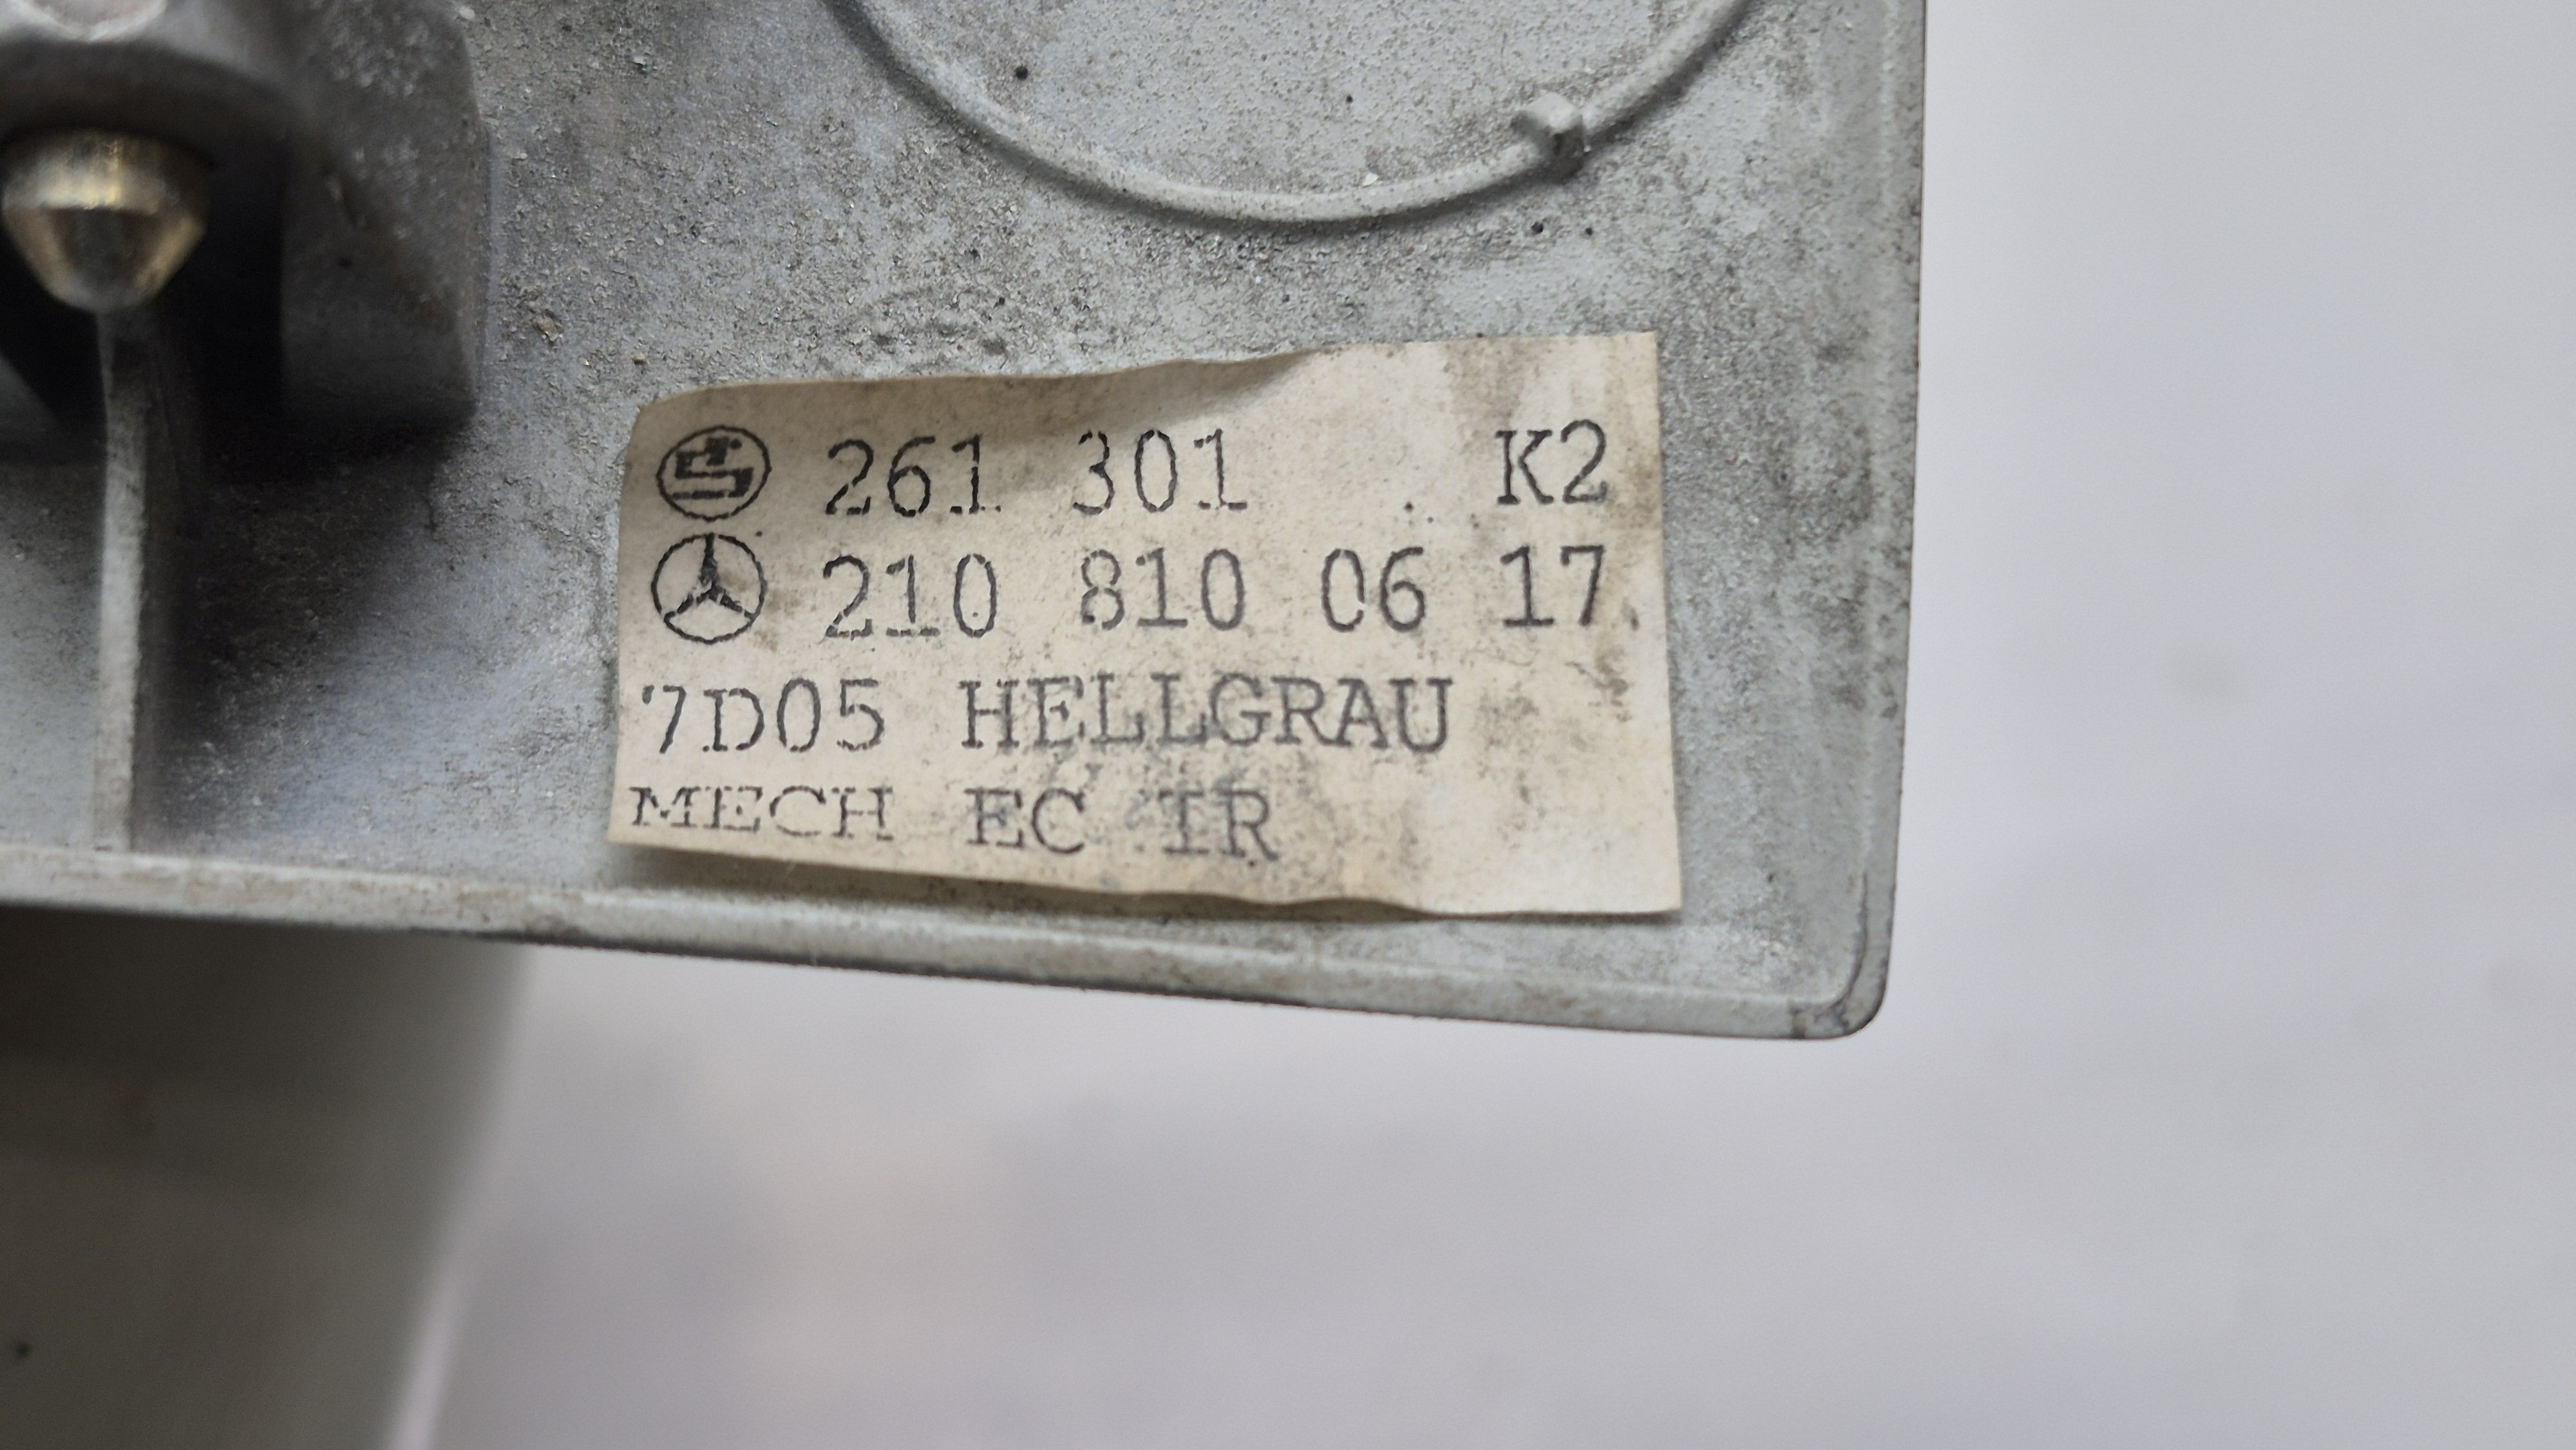 261 301 K2
210 810 06 17
7D05 HELLGRAU
MECH EC TR